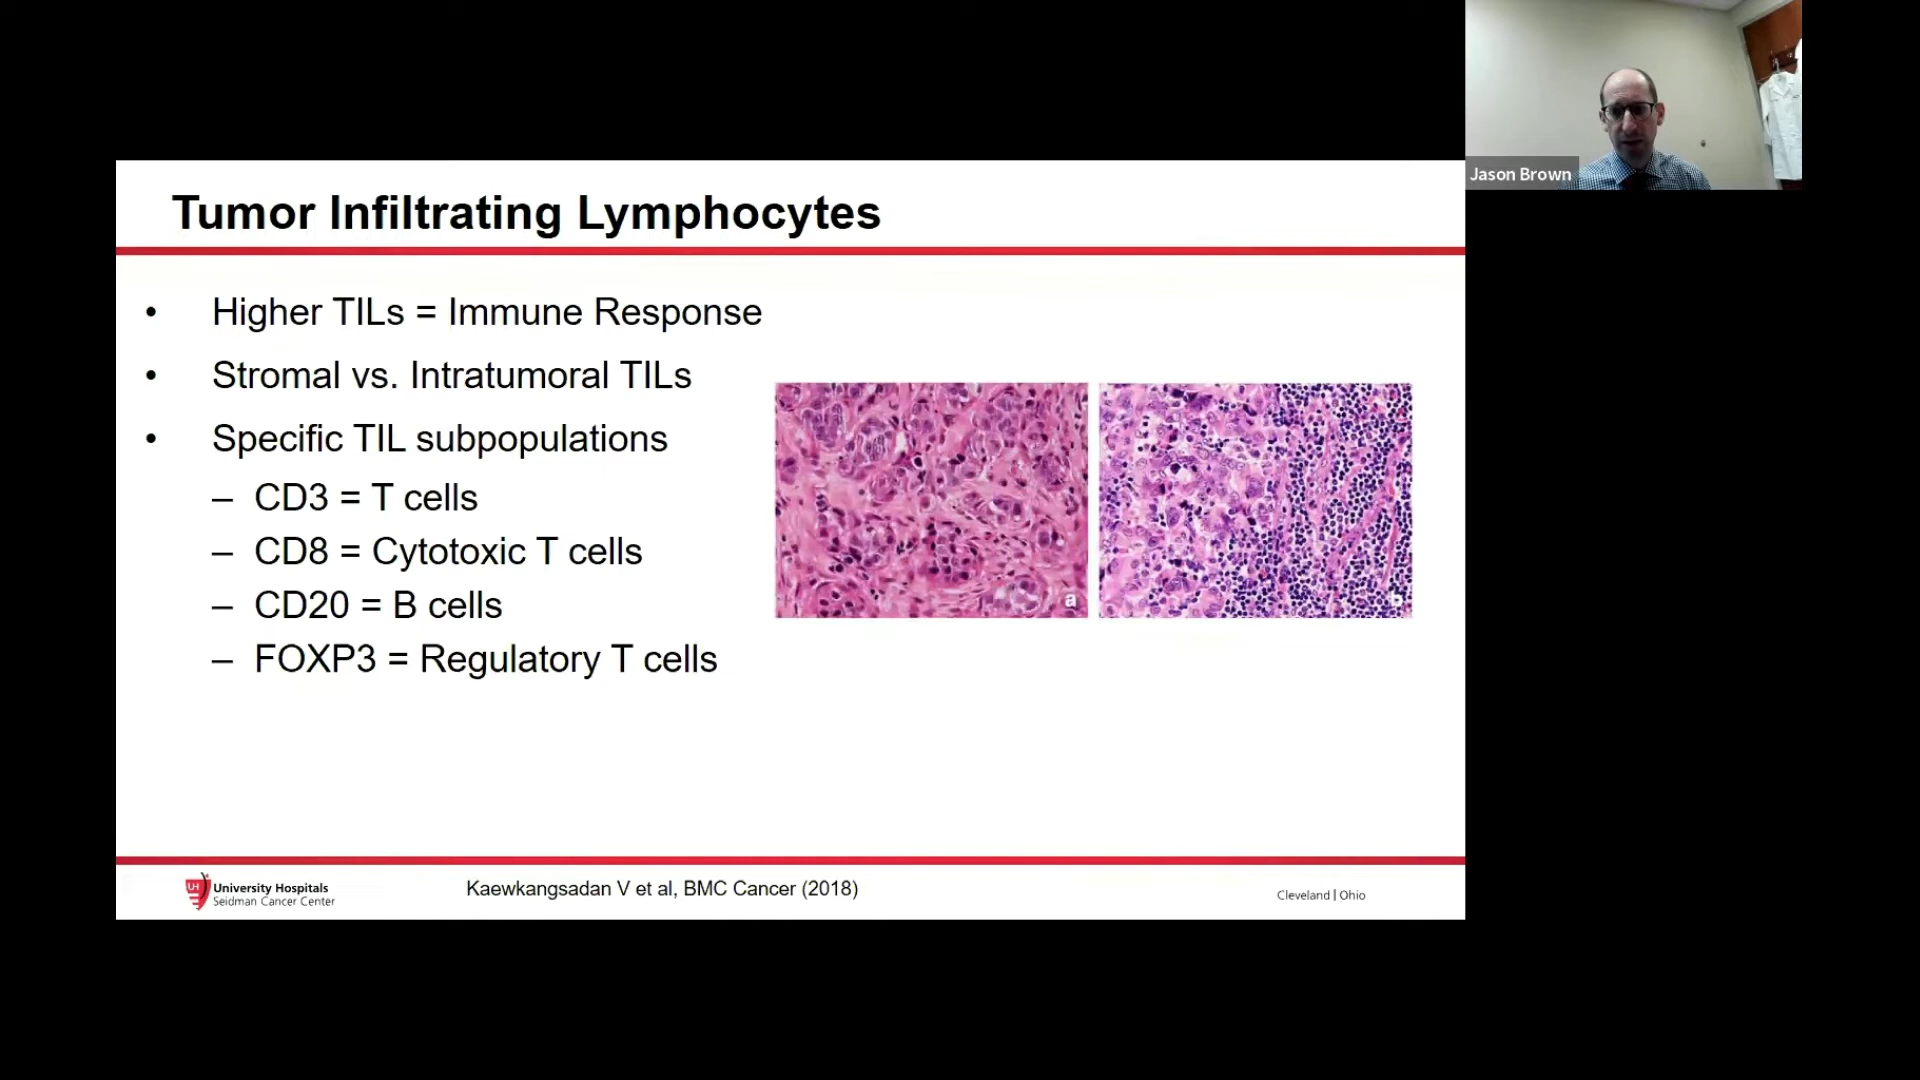 Jason Brown
Tumor Infiltrating Lymphocytes
• Higher TILs = Immune Response
• Stromal vs. Intratumoral TILs
• Specific TIL subpopulations
– CD3 = T cells
– CD8 = Cytotoxic T cells
– CD20 = B cells
– FOXP3 = Regulatory T cells
a
b
UH
University Hospitals
Seidman Cancer Center
Kaewkangsadan V et al, BMC Cancer (2018)
Cleveland | Ohio